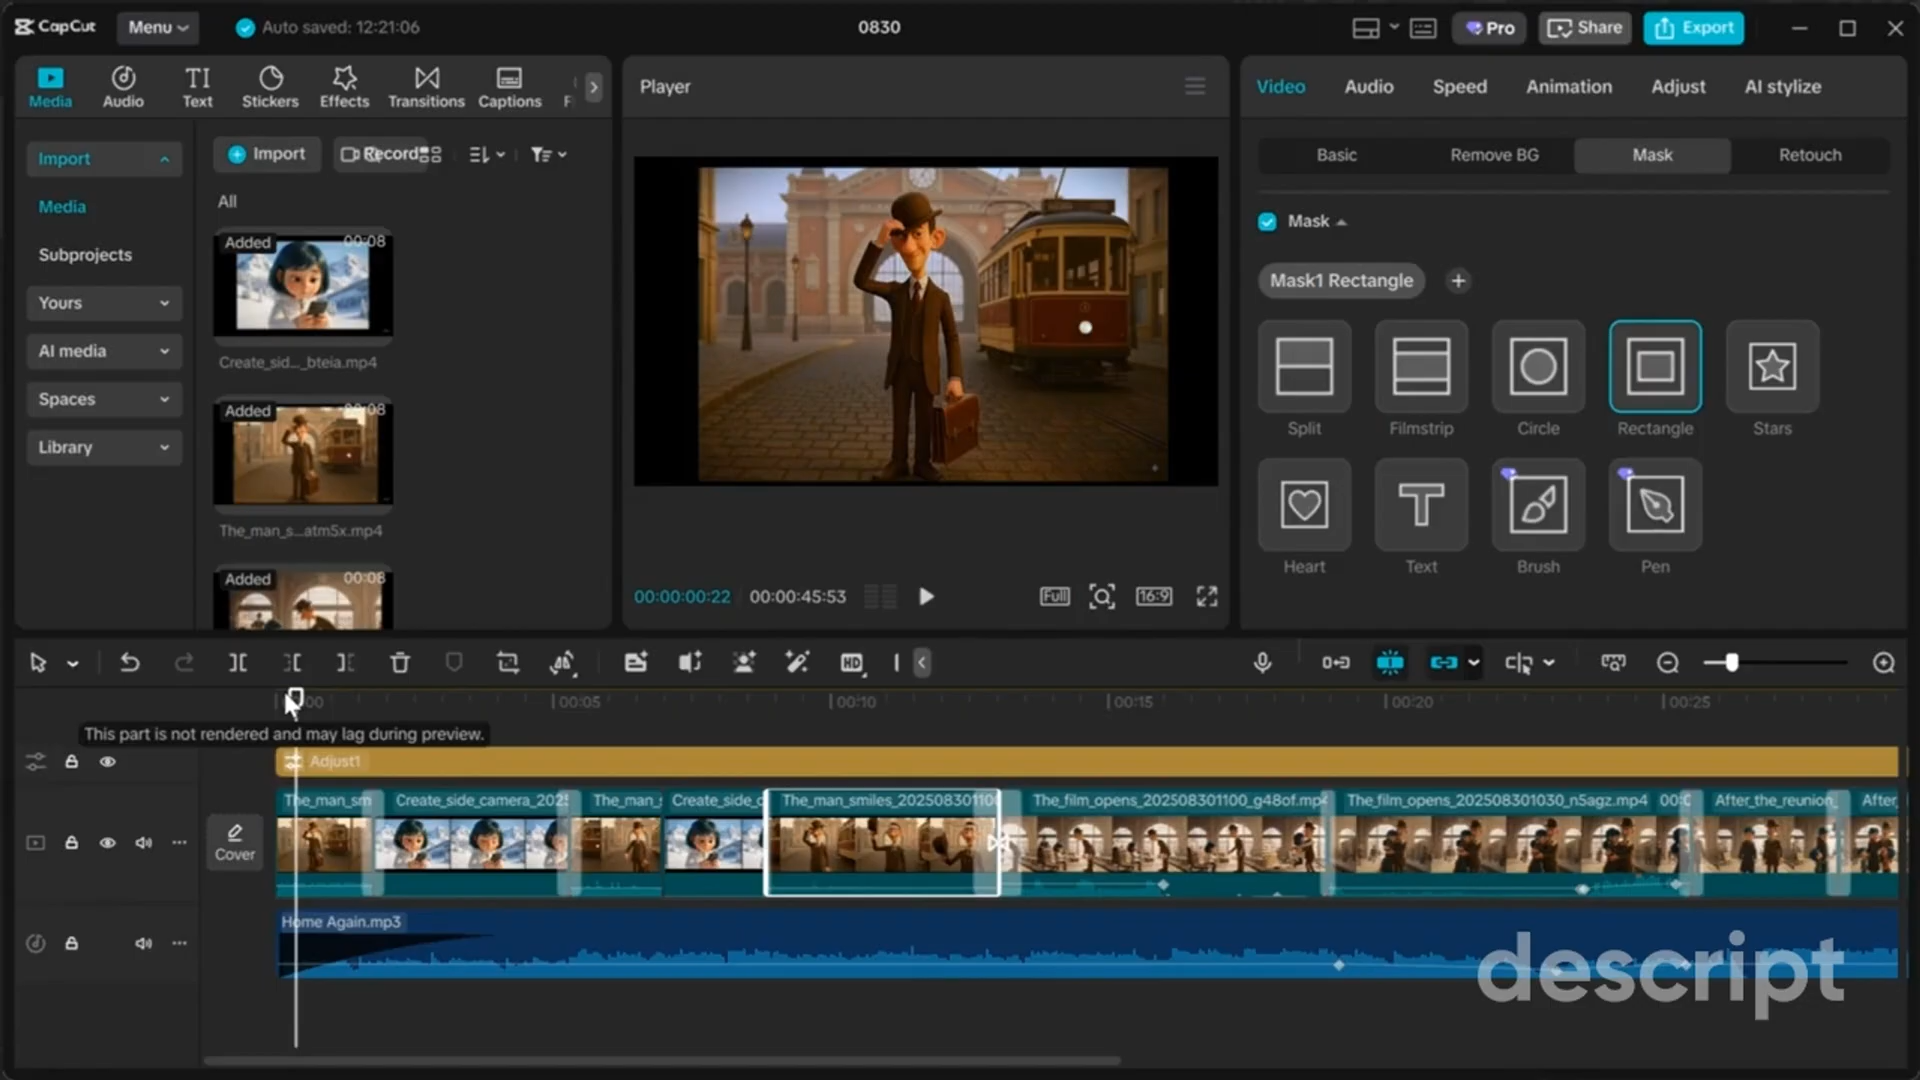 CapCut
Menu
Auto saved: 12:21:06
0830
Pro
Share
Export
Media
Audio
Text
Stickers
Effects
Transitions
Captions
F
Import
Media
Subprojects
Yours
AI media
Spaces
Library
Import
Record
All
Added 00:08
Create_sid..._bteia.mp4
Added 00:08
The_man_s...atm5x.mp4
Added 00:08
Player
00:00:00:22 00:00:45:53
Full
16:9
Video
Audio
Speed
Animation
Adjust
AI stylize
Basic
Remove BG
Mask
Retouch
Mask
Mask1 Rectangle
Split
Filmstrip
Circle
Rectangle
Stars
Heart
Text
Brush
Pen
HD
00:05
00:10
00:15
00:20
00:25
This part is not rendered and may lag during preview.
Adjust1
Cover
The_man_sm
Create_side_camera_202
The_man_
Create_side_c
The_man_smiles_202508301100
The_film_opens_202508301100_g48of.mp4
The_film_opens_202508301030_n5agz.mp4
After_the_reunion_
After_
Home Again.mp3
descript